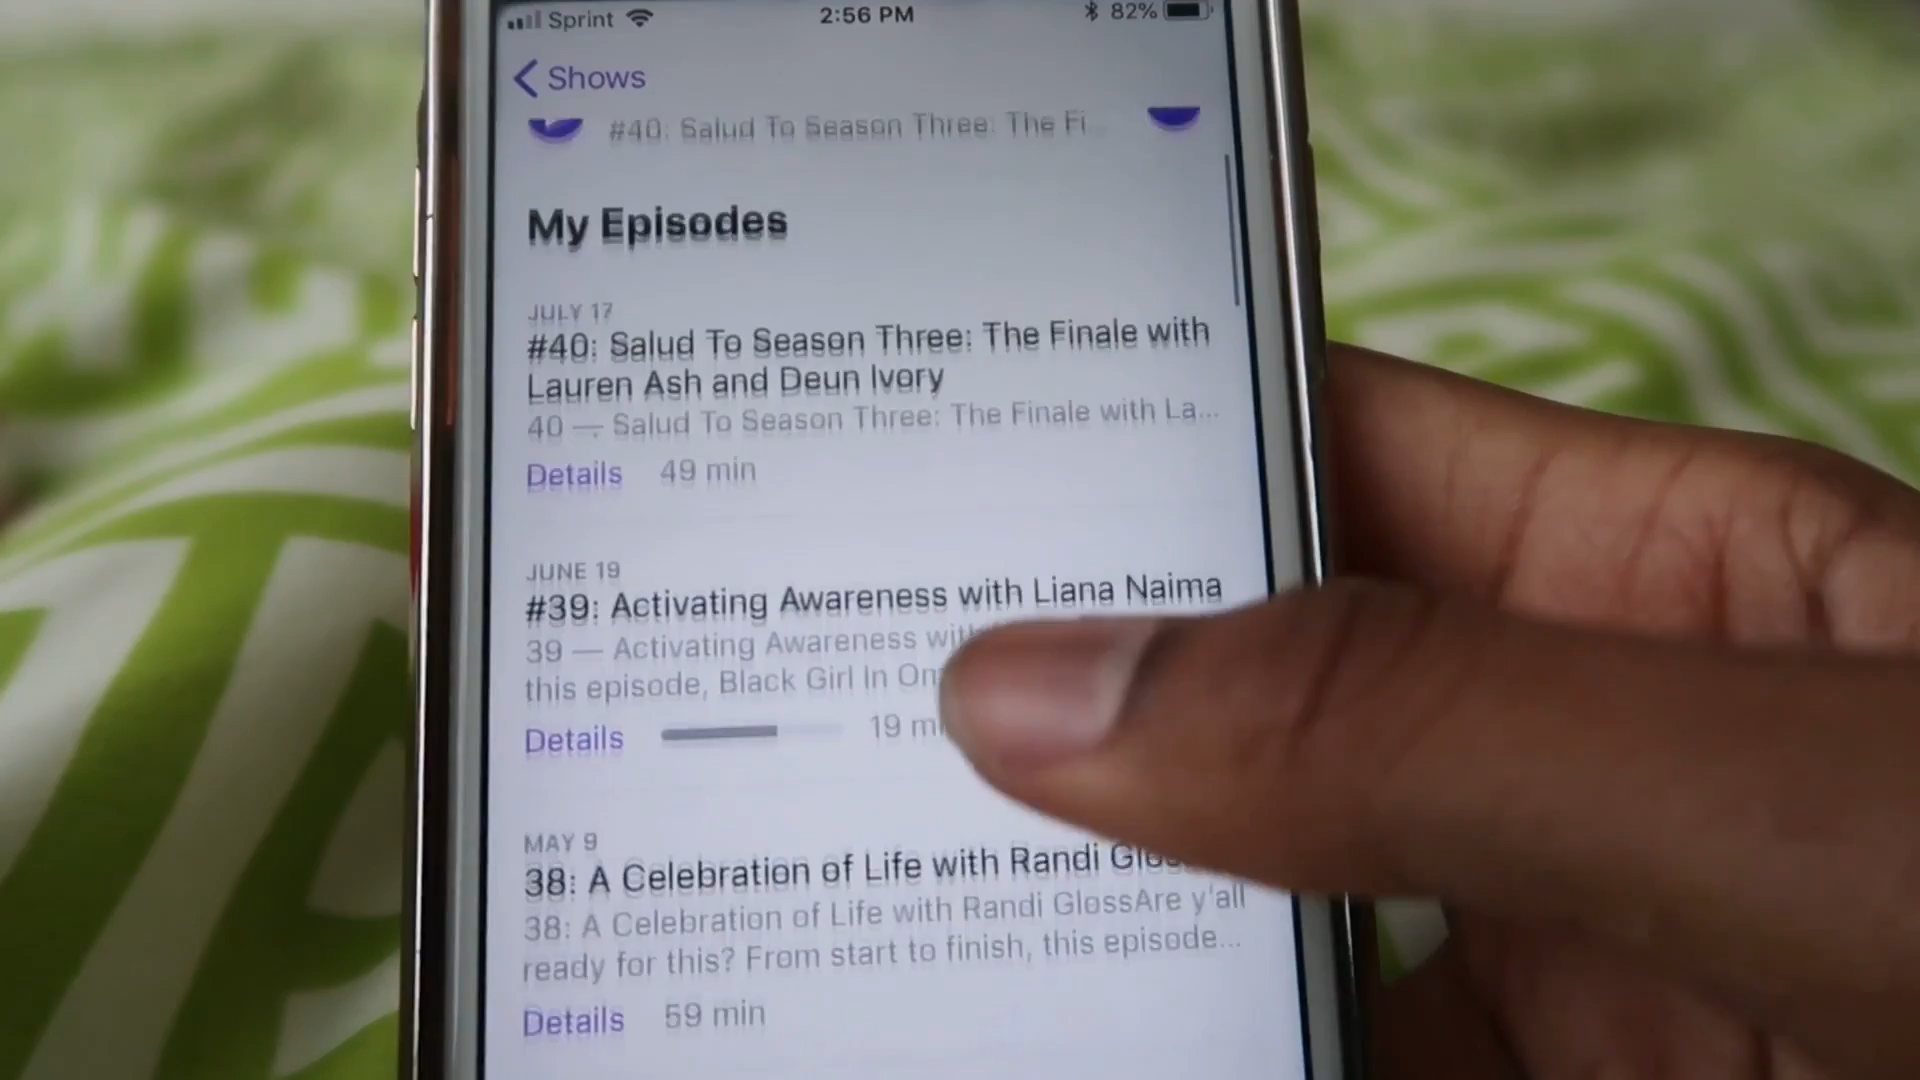 Sprint 2:56 PM 82%
Shows
#40: Salud To Season Three: The Fi...
My Episodes
JULY 17
#40: Salud To Season Three: The Finale with
Lauren Ash and Deun Ivory
40 — Salud To Season Three: The Finale with La...
Details 49 min
JUNE 19
#39: Activating Awareness with Liana Naima
39 — Activating Awareness with
this episode, Black Girl In Om
Details 19
MAY 9
38: A Celebration of Life with Randi
38: A Celebration of Life with Randi GlossAre y'all
ready for this? From start to finish, this episode...
Details 59 min